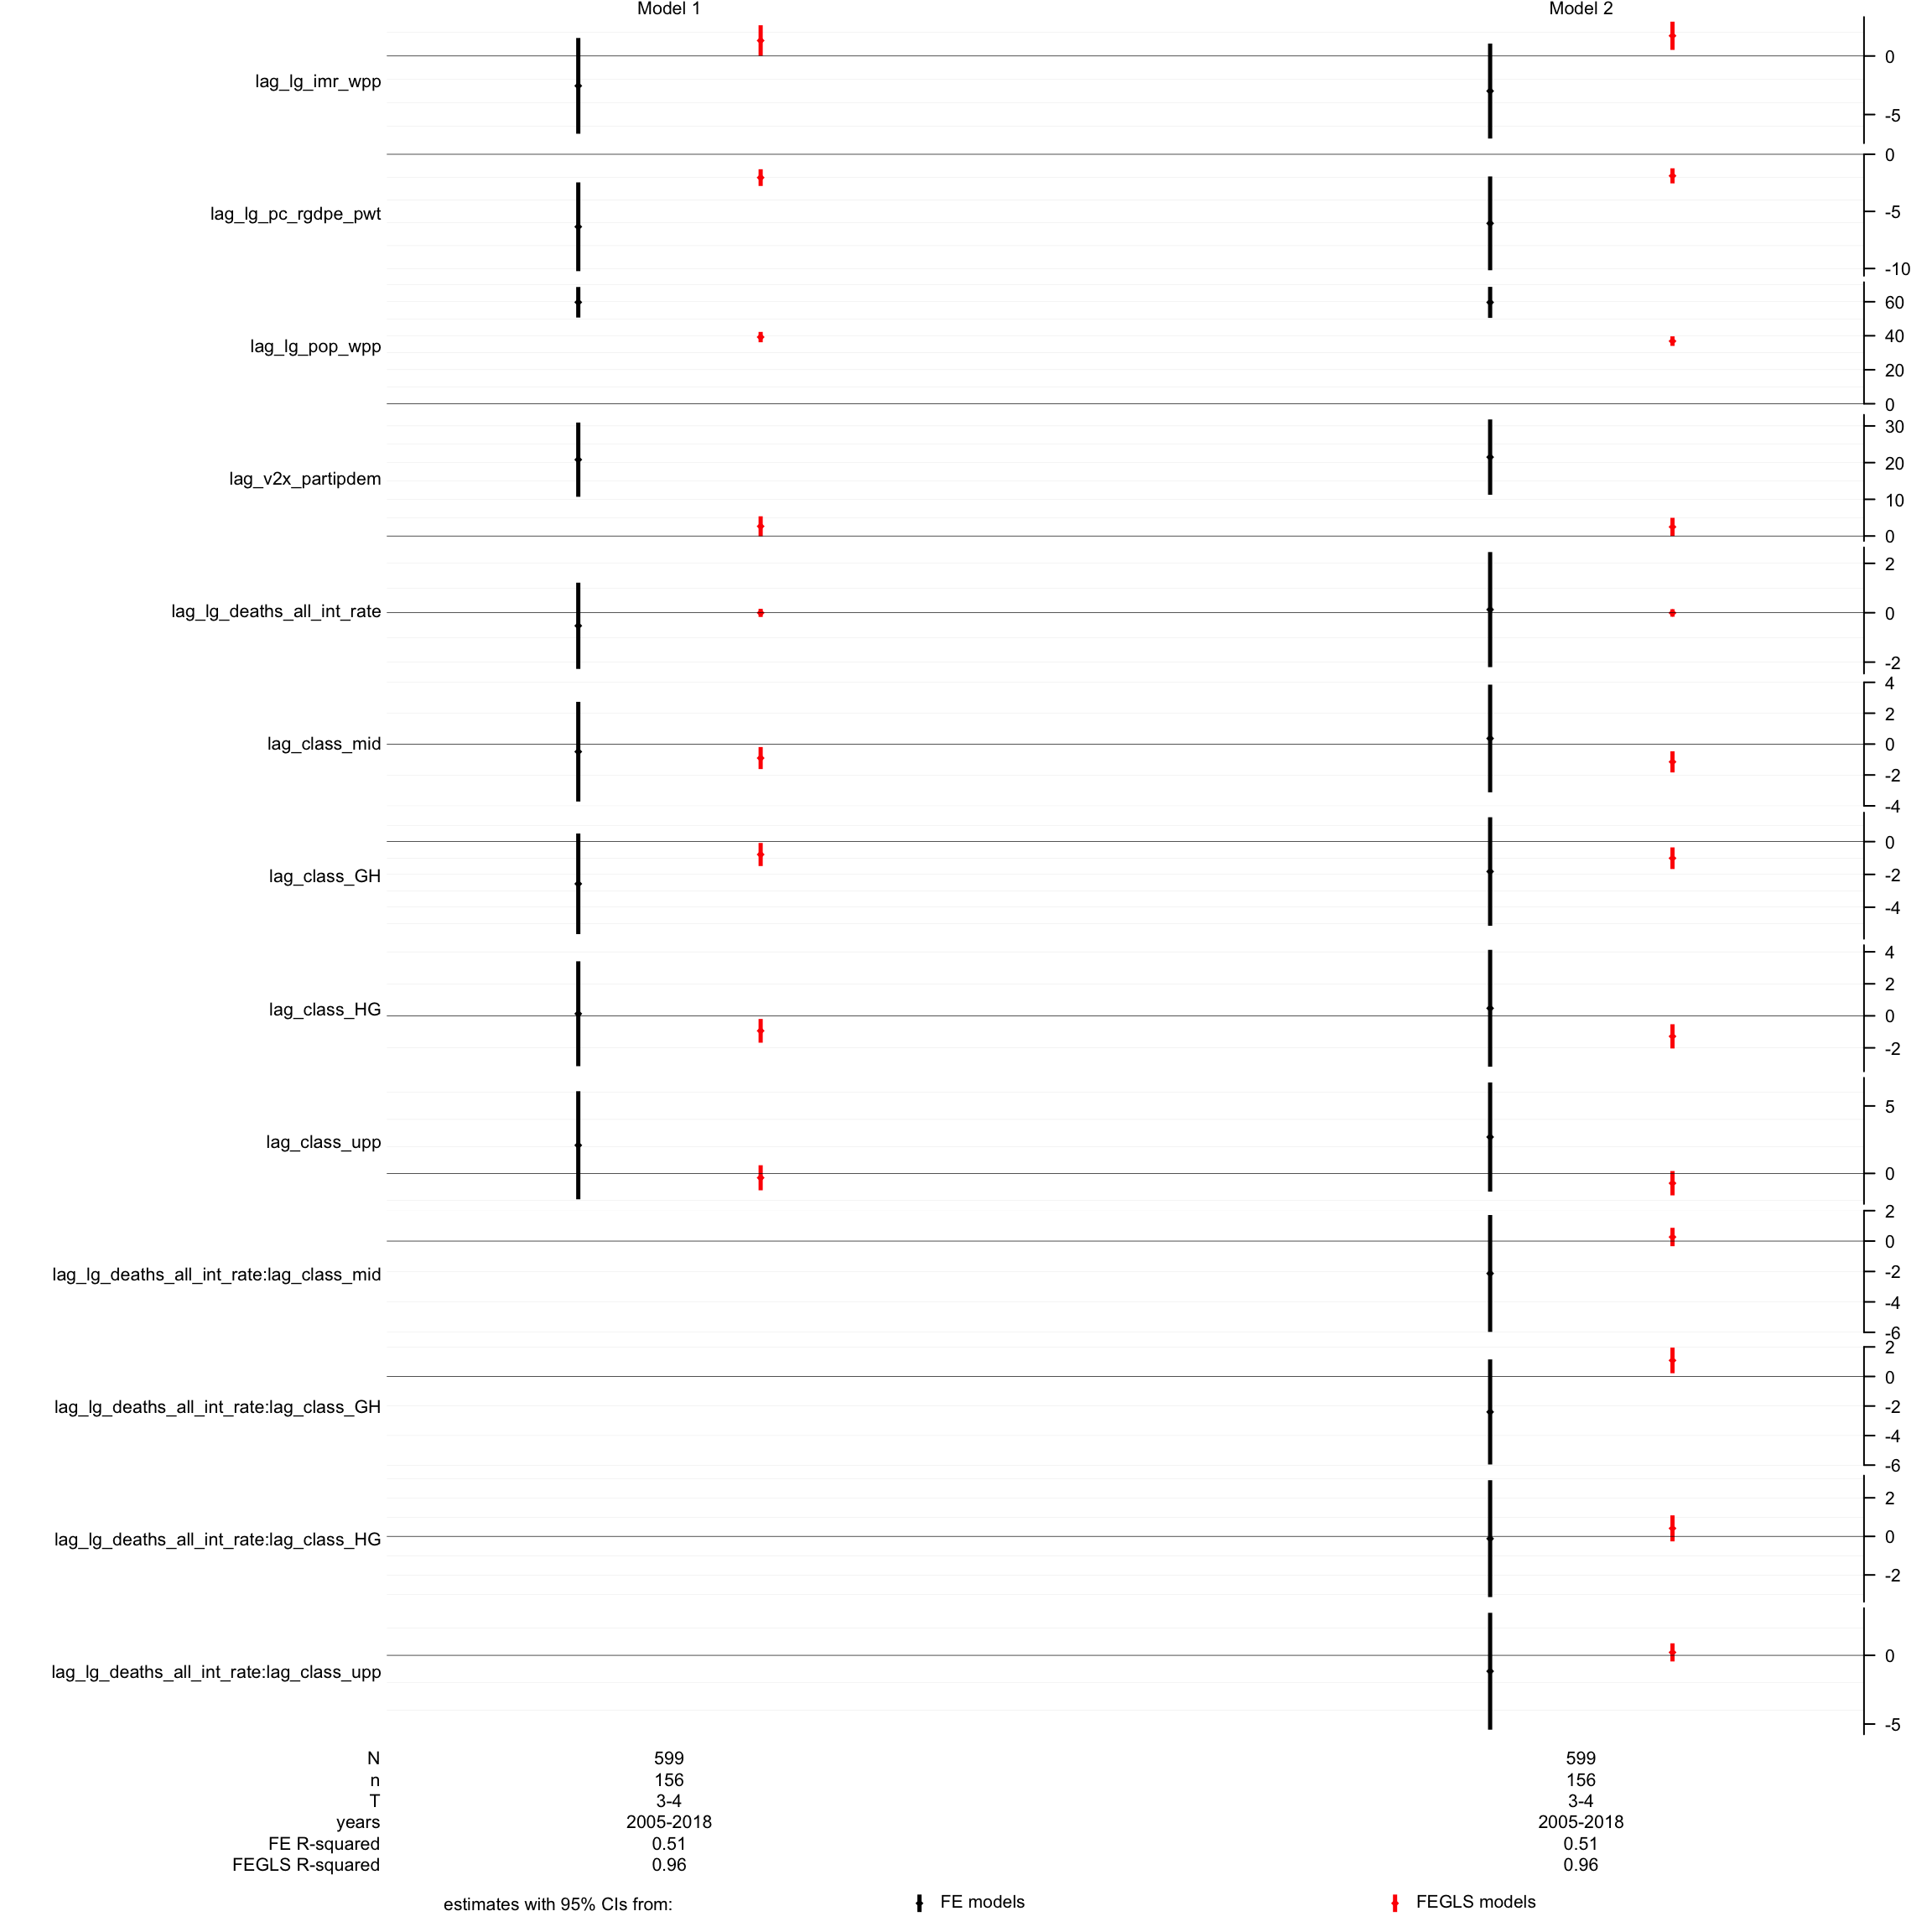 Model 1 Model 2
0
lag_lg_imr_wpp
-5
0
lag_lg_pc_rgdpe_pwt -5
-10
60
40
lag_lg_pop_wpp
20
0
30
20
lag_v2x_partipdem
10
0
2
lag_lg_deaths_all_int_rate 0
-2
4
2
lag_class_mid 0
-2
-4
0
lag_class_GH -2
-4
4
2
lag_class_HG 0
-2
5
lag_class_upp
0
2
0
lag_lg_deaths_all_int_rate:lag_class_mid -2
-4
-6
2
0
lag_lg_deaths_all_int_rate:lag_class_GH -2
-4
-6
2
lag_lg_deaths_all_int_rate:lag_class_HG 0
-2
0
lag_lg_deaths_all_int_rate:lag_class_upp
-5
N 599 599
n 156 156
T 3-4 3-4
years 2005-2018 2005-2018
FE R-squared 0.51 0.51
FEGLS R-squared 0.96 0.96
estimates with 95% CIs from: FE models FEGLS models